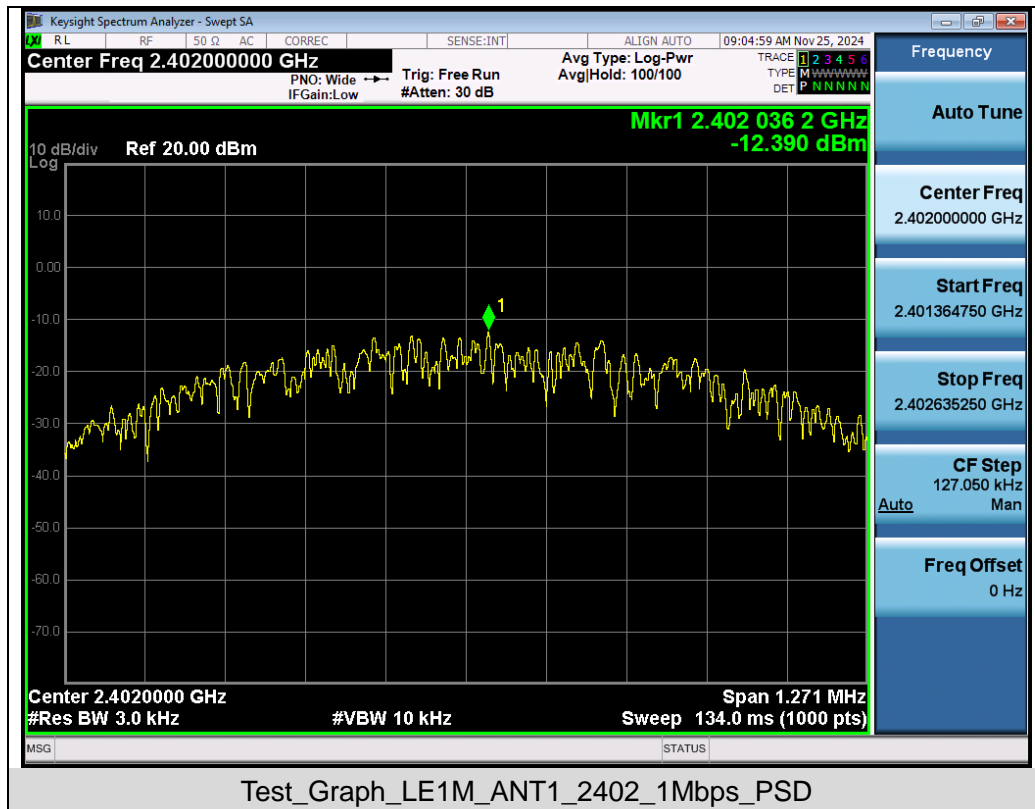 Keysight Spectrum Analyzer - Swept SA
LXI RL RF 50 Ω AC CORREC SENSE:INT ALIGN AUTO 09:04:59 AM Nov 25, 2024
Center Freq 2.402000000 GHz
PNO: Wide
IFGain:Low
Trig: Free Run
#Atten: 30 dB
Avg Type: Log-Pwr
Avg|Hold: 100/100
TRACE 1 2 3 4 5 6
TYPE M WWWWW
DET P N N N N N
Mkr1 2.402 036 2 GHz
-12.390 dBm
10 dB/div Ref 20.00 dBm
Log
10.0
0.00
-10.0
-20.0
-30.0
-40.0
-50.0
-60.0
-70.0
1
Center 2.4020000 GHz Span 1.271 MHz
#Res BW 3.0 kHz #VBW 10 kHz Sweep 134.0 ms (1000 pts)
MSG STATUS
Frequency
Auto Tune
Center Freq
2.402000000 GHz
Start Freq
2.401364750 GHz
Stop Freq
2.402635250 GHz
CF Step
127.050 kHz
Auto Man
Freq Offset
0 Hz
Test_Graph_LE1M_ANT1_2402_1Mbps_PSD